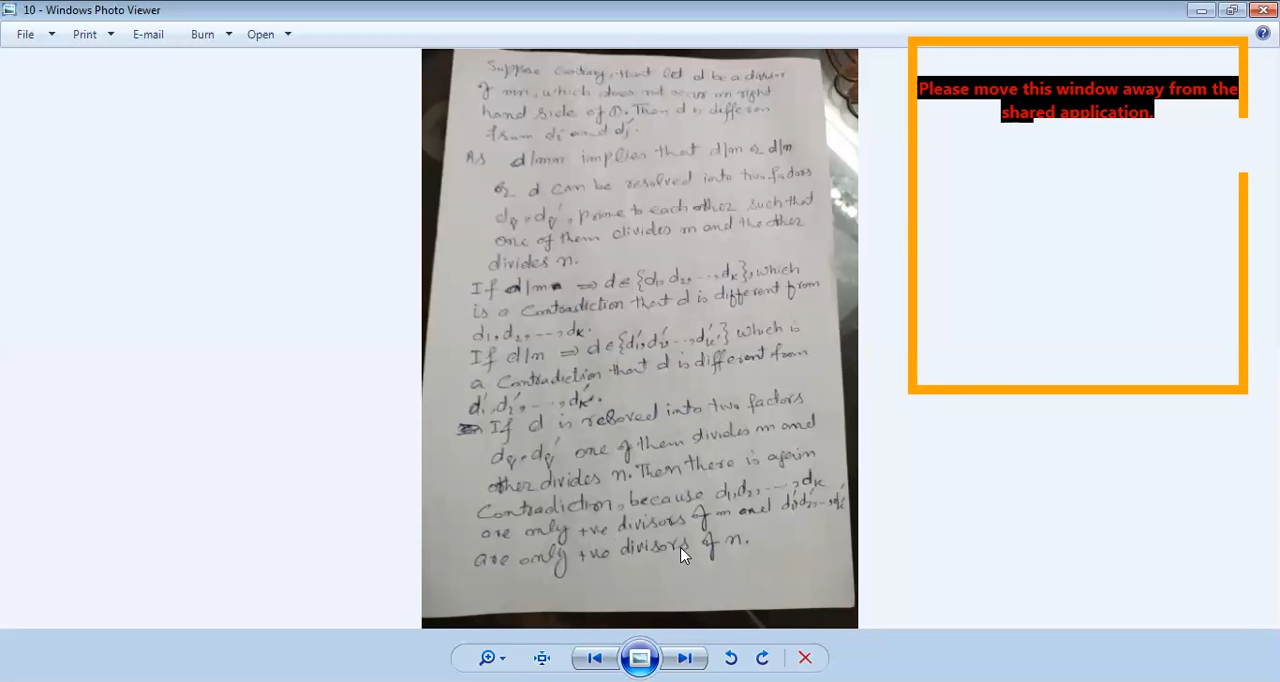 10 - Windows Photo Viewer
File Print E-mail Burn Open
Please move this window away from the
shared application.
Suppose contrary, that let d be a divisor
of mn, which does not occur on right
hand side of ①. Then d is differen
from di and dj'.
As d/mn implies that d/m or d/n
or d can be resolved into two factors
prime to each other such that
one of them divides m and the other
divides n.
If d/m ⇒ d ∈ {d1, d2, ..., dk}, which
is a contradiction that d is different from
d1, d2, ..., dk.
If d/n ⇒ d ∈ {d1', d2', ..., dk'} which is
a contradiction that d is different from
d1', d2', ..., dk'.
If d is resolved into two factors
one of them divides m and
other divides n. Then there is again
contradiction, because d1, d2, ..., dk
are only +ve divisors of m and d1', d2', ..., dk'
are only +ve divisors of n.